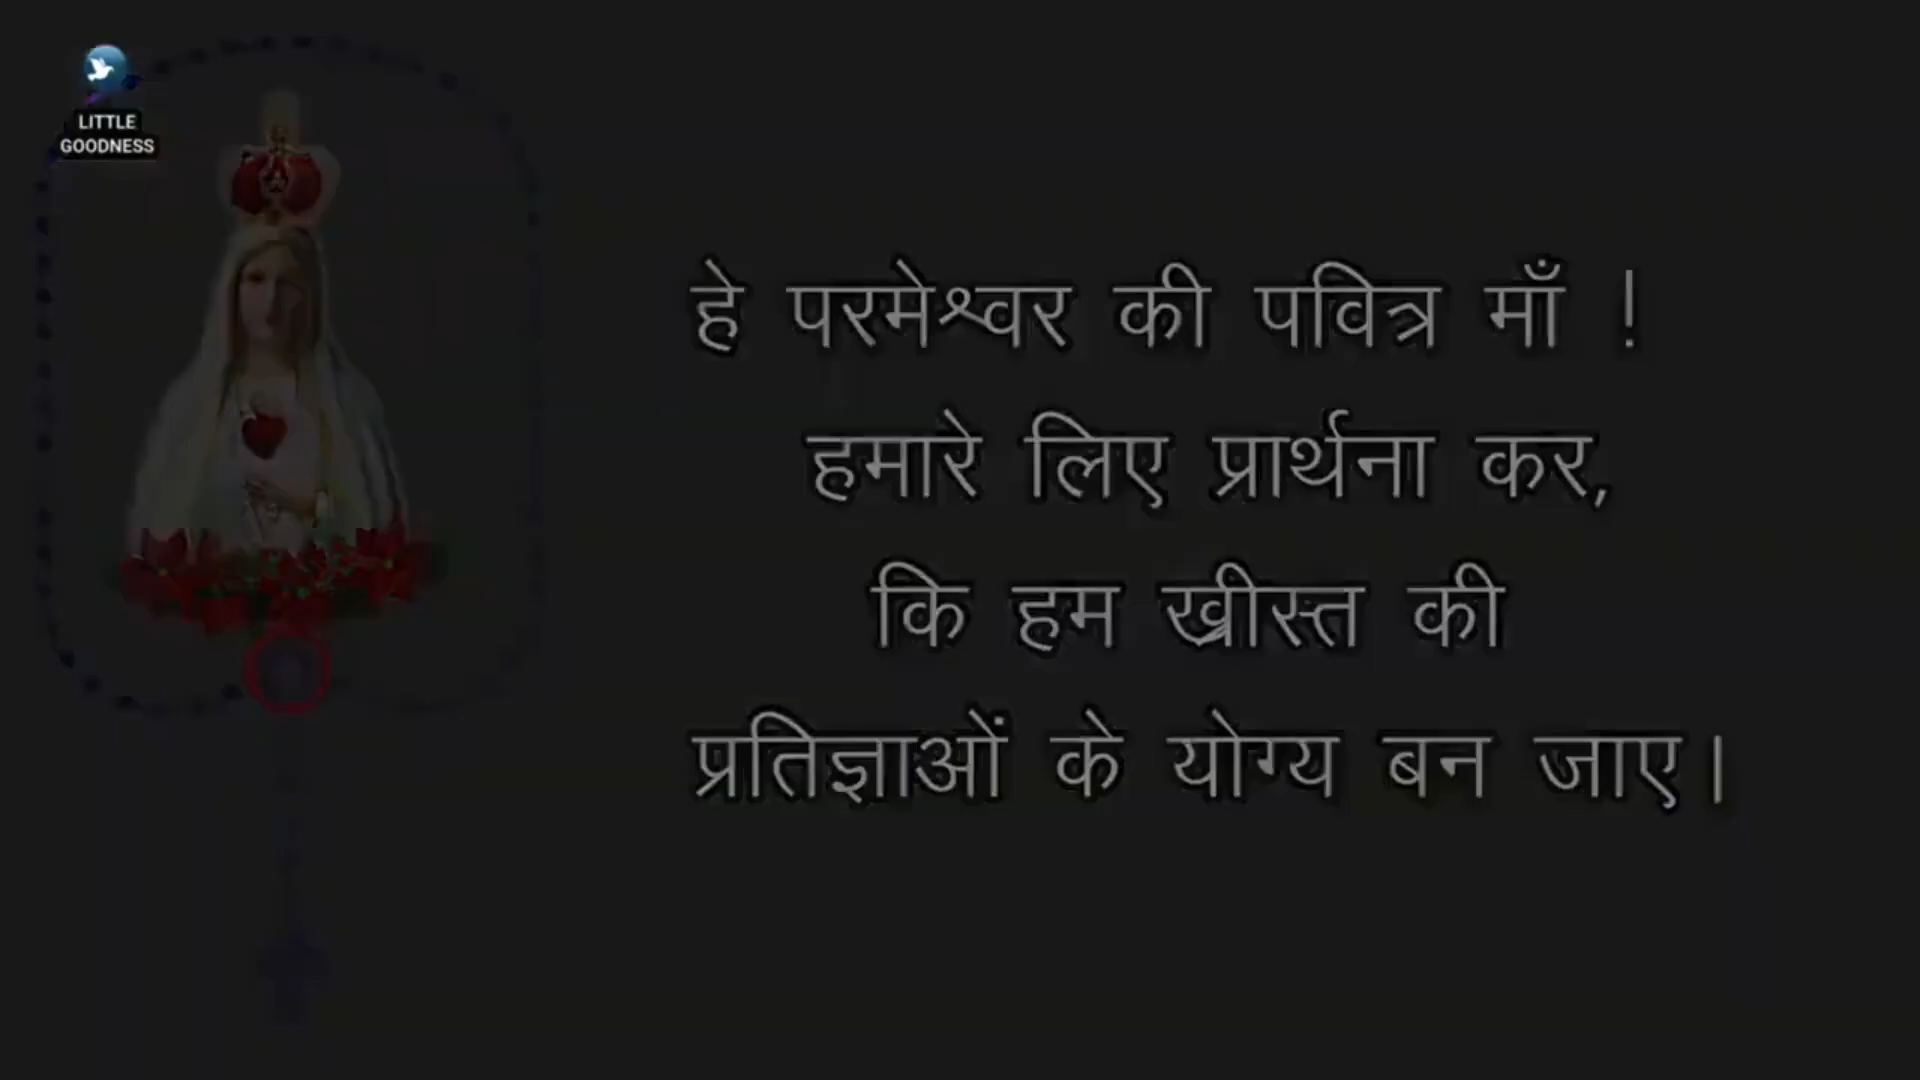 LITTLE
GOODNESS
हे परमेश्वर की पवित्र माँ !
हमारे लिए प्रार्थना कर,
कि हम ख्रीस्त की
प्रतिज्ञाओं के योग्य बन जाए।